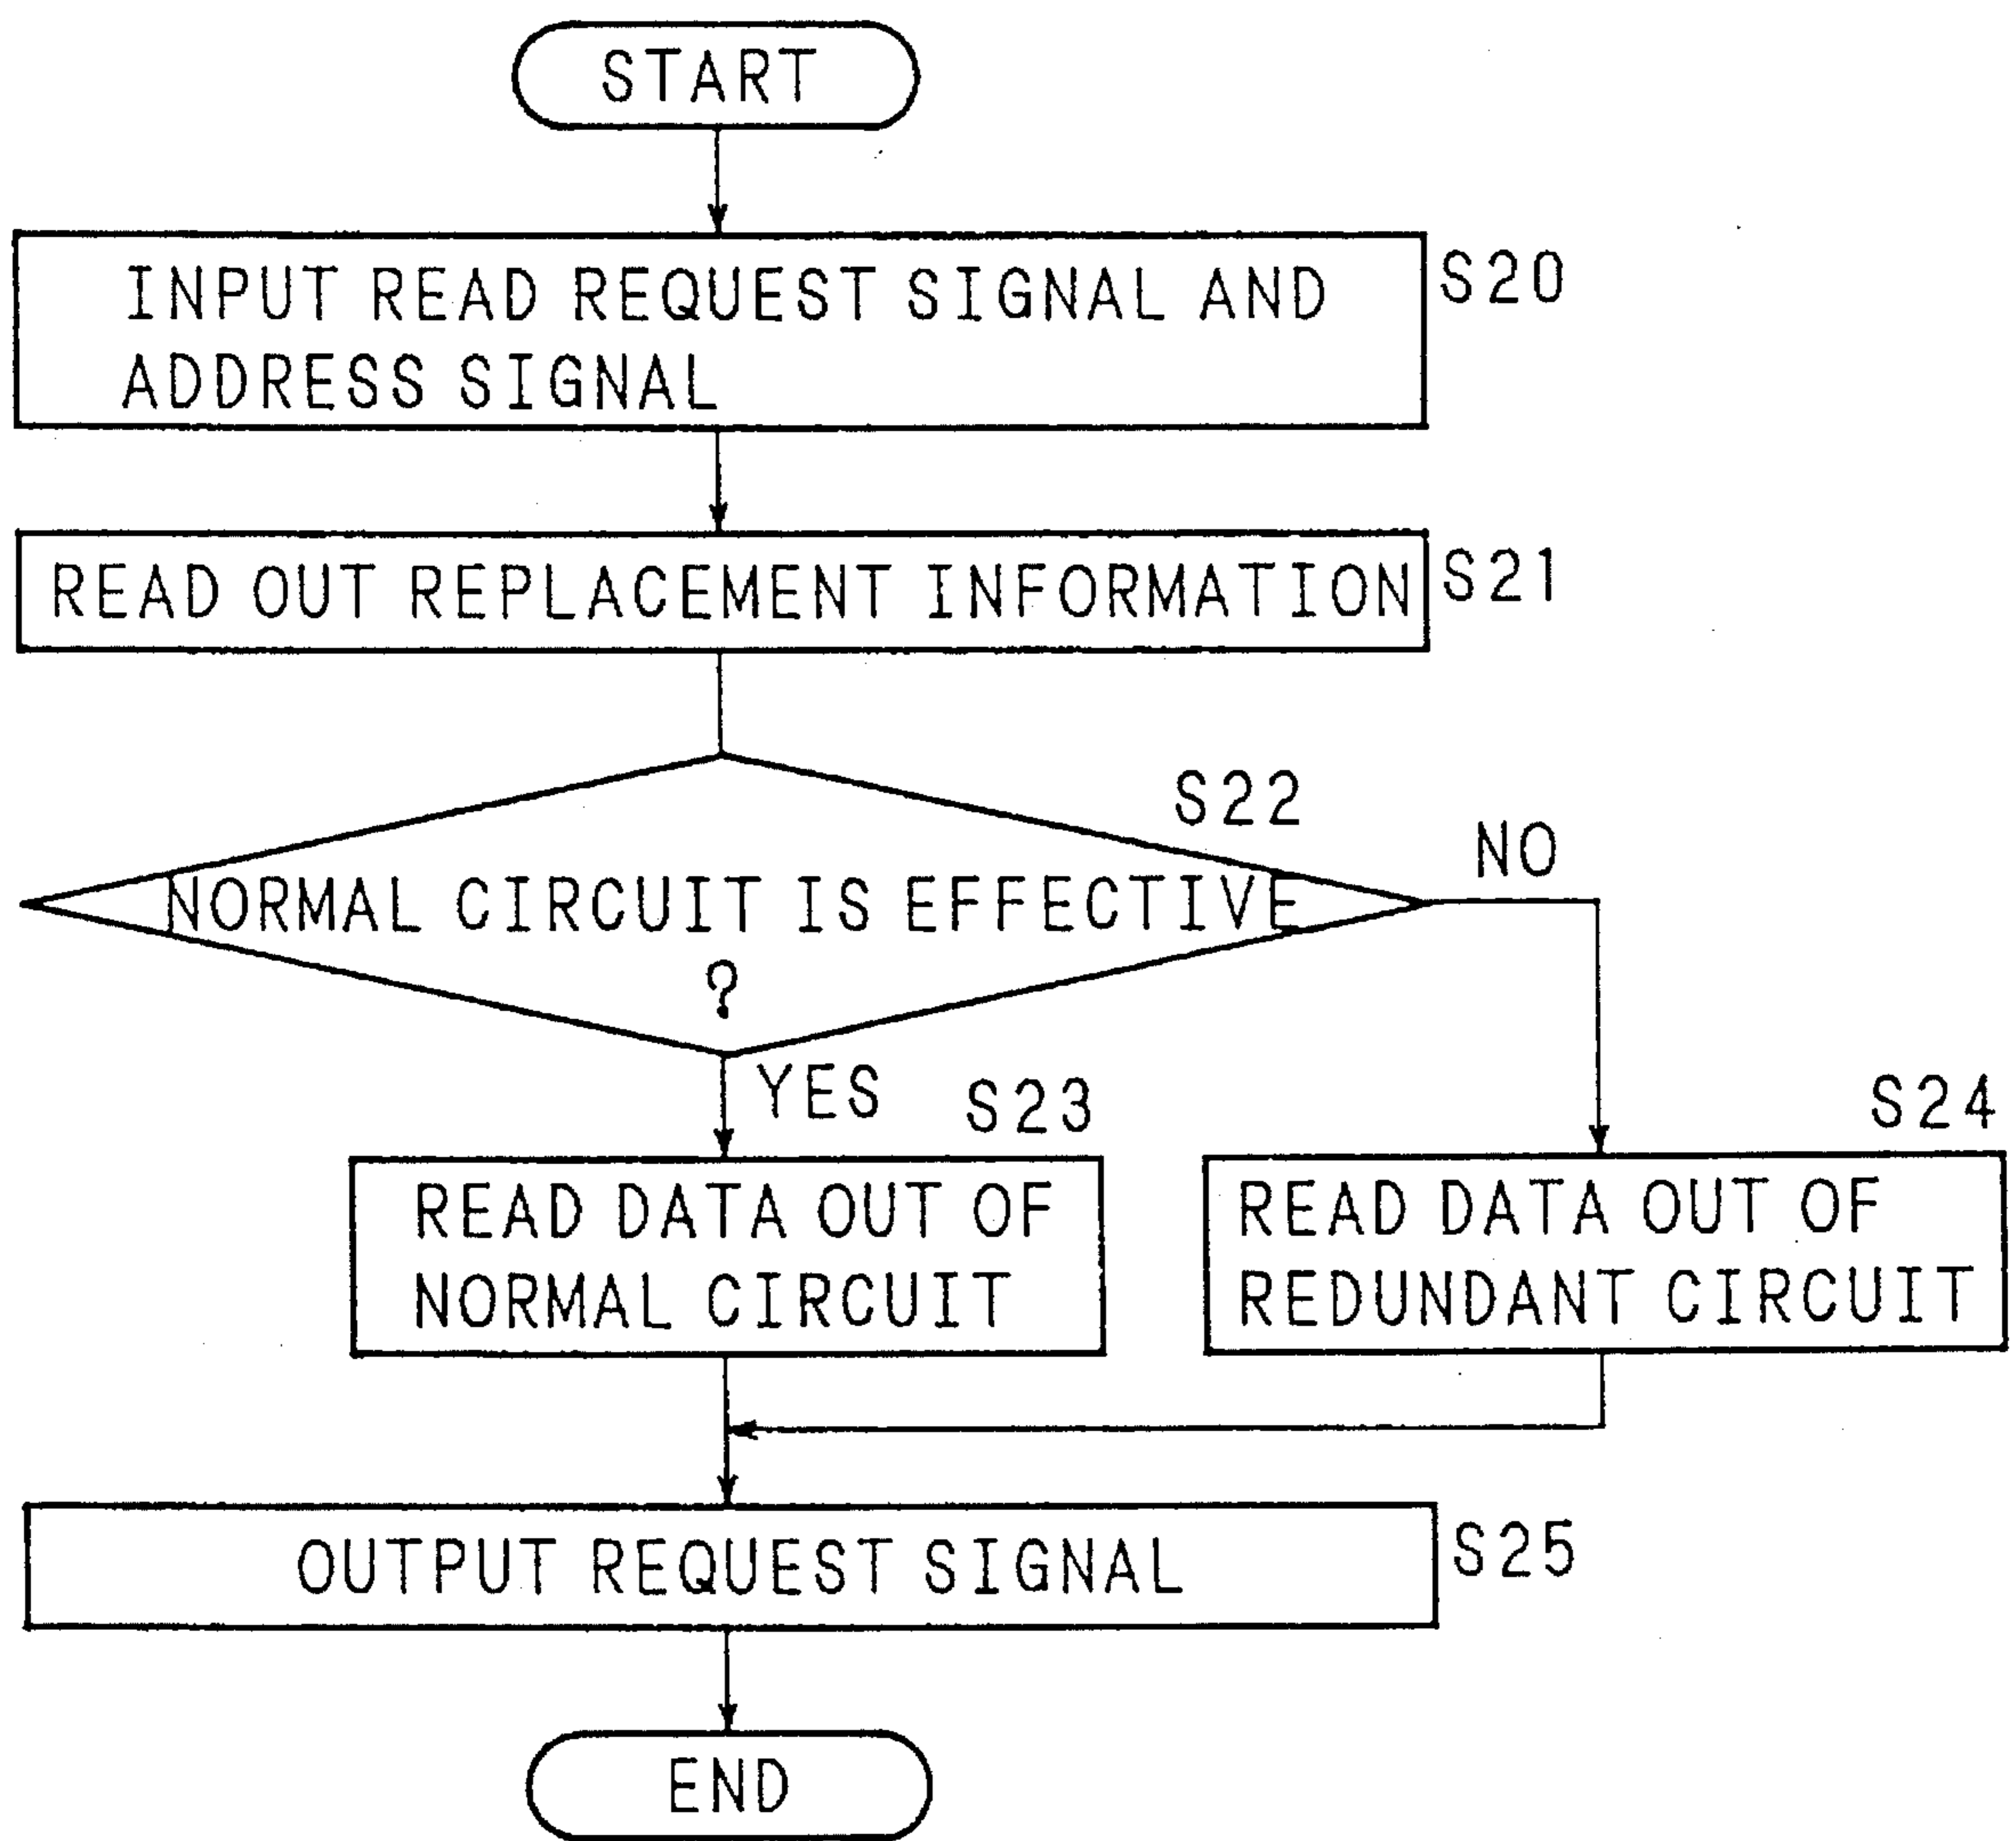 START
INPUT READ REQUEST SIGNAL AND
ADDRESS SIGNAL
S20
READ OUT REPLACEMENT INFORMATION
S21
S22
NORMAL CIRCUIT IS EFFECTIVE
?
NO
YES
S23
READ DATA OUT OF
NORMAL CIRCUIT
S24
READ DATA OUT OF
REDUNDANT CIRCUIT
OUTPUT REQUEST SIGNAL
S25
END